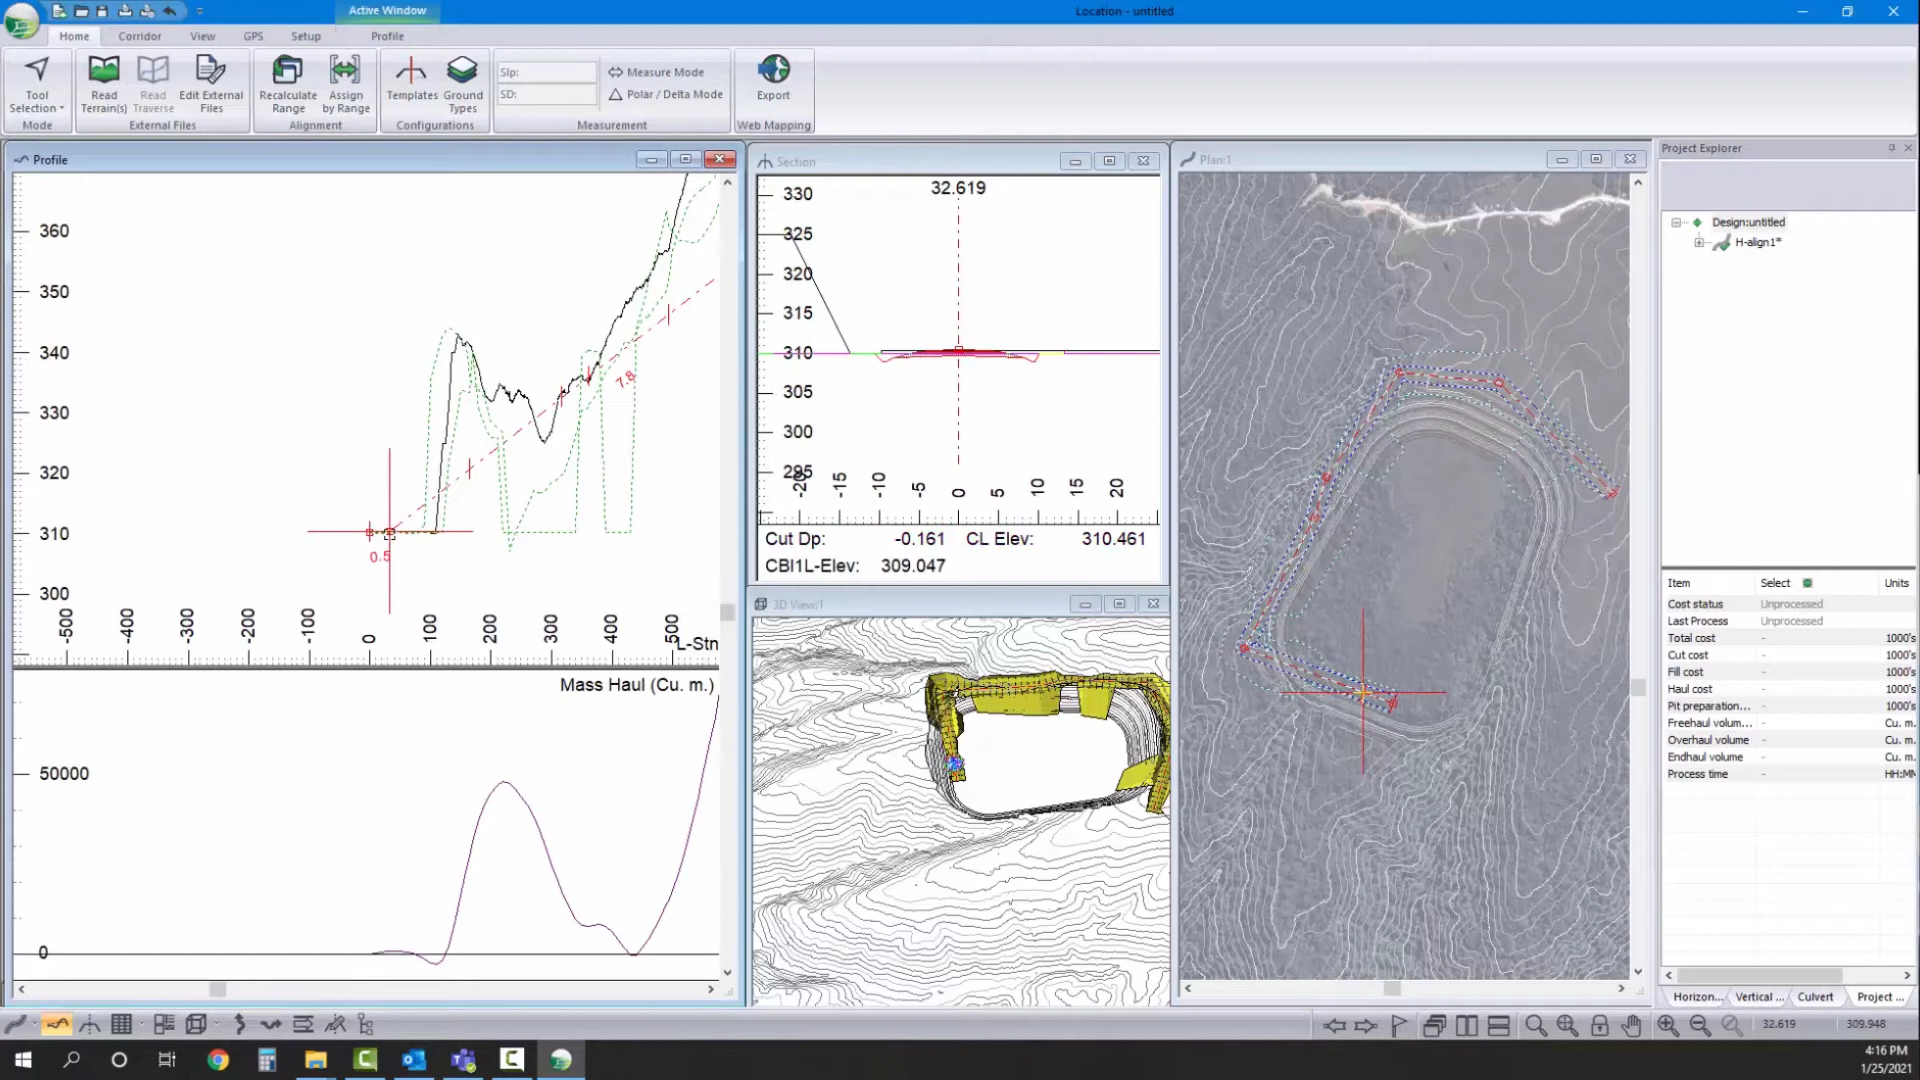 Active Window
Location - untitled
Home Corridor View GPS Setup Profile
Tool Selection
Mode
Read Terrain(s)
Read Traverse
Edit External Files
External Files
Recalculate Range
Assign by Range
Alignment
Templates
Ground Types
Configurations
Slp:
SD:
Measure Mode
Polar / Delta Mode
Measurement
Export
Web Mapping
Profile
360
350
340
330
320
310
300
7.8
0.5
-500 -400 -300 -200 -100 0 100 200 300 400 500
L-Stn
Mass Haul (Cu. m.)
50000
0
Section
32.619
330
325
320
315
310
305
300
295
-20 -15 -10 -5 0 5 10 15 20
Cut Dp: -0.161 CL Elev: 310.461
CBl1L-Elev: 309.047
3D View:1
Plan:1
Project Explorer
Design:untitled
H-align1*
Item Select Units
Cost status Unprocessed
Last Process Unprocessed
Total cost - 1000's
Cut cost - 1000's
Fill cost - 1000's
Haul cost - 1000's
Pit preparation... - 1000's
Freehaul volum... - Cu. m.
Overhaul volume - Cu. m.
Endhaul volume - Cu. m.
Process time - HH:MM
Horizon... Vertical ... Culvert Project ...
32.619 309.948
4:16 PM
1/25/2021